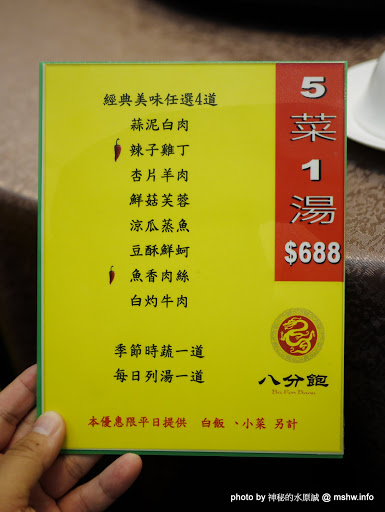 經典美味任選4道
蒜泥白肉
辣子雞丁
杏片羊肉
鮮菇芙蓉
涼瓜蒸魚
豆酥鮮蚵
魚香肉絲
白灼牛肉
季節時蔬一道
每日列湯一道
本優惠限平日提供 白飯、小菜 另計
5
菜
1
湯
$688
八分飽
Ba Fen Baou
photo by 神秘的水原誠 @ mshw.info